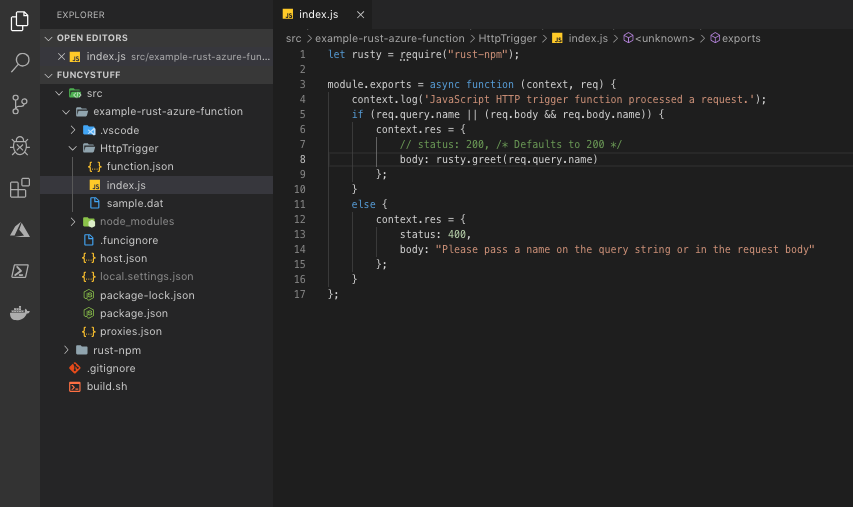 EXPLORER
OPEN EDITORS
index.js src/example-rust-azure-fun...
FUNCYSTUFF
src
example-rust-azure-function
.vscode
HttpTrigger
function.json
index.js
sample.dat
node_modules
.funcignore
host.json
local.settings.json
package-lock.json
package.json
proxies.json
rust-npm
.gitignore
build.sh
index.js
src > example-rust-azure-function > HttpTrigger > index.js > <unknown> > exports
1 let rusty = require("rust-npm");
2
3 module.exports = async function (context, req) {
4     context.log('JavaScript HTTP trigger function processed a request.');
5     if (req.query.name || (req.body && req.body.name)) {
6         context.res = {
7             // status: 200, /* Defaults to 200 */
8             body: rusty.greet(req.query.name)
9         };
10     }
11     else {
12         context.res = {
13             status: 400,
14             body: "Please pass a name on the query string or in the request body"
15         };
16     }
17 };